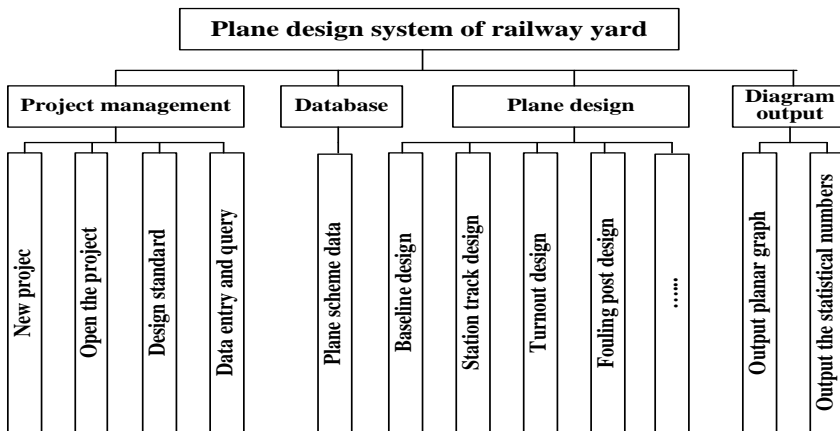 Plane design system of railway yard
Project management
Database
Plane design
Diagram
output
New projec
Open the project
Design standard
Data entry and query
Plane scheme data
Baseline design
Station track design
Turnout design
Fouling post design
……
Output planar graph
Output the statistical numbers